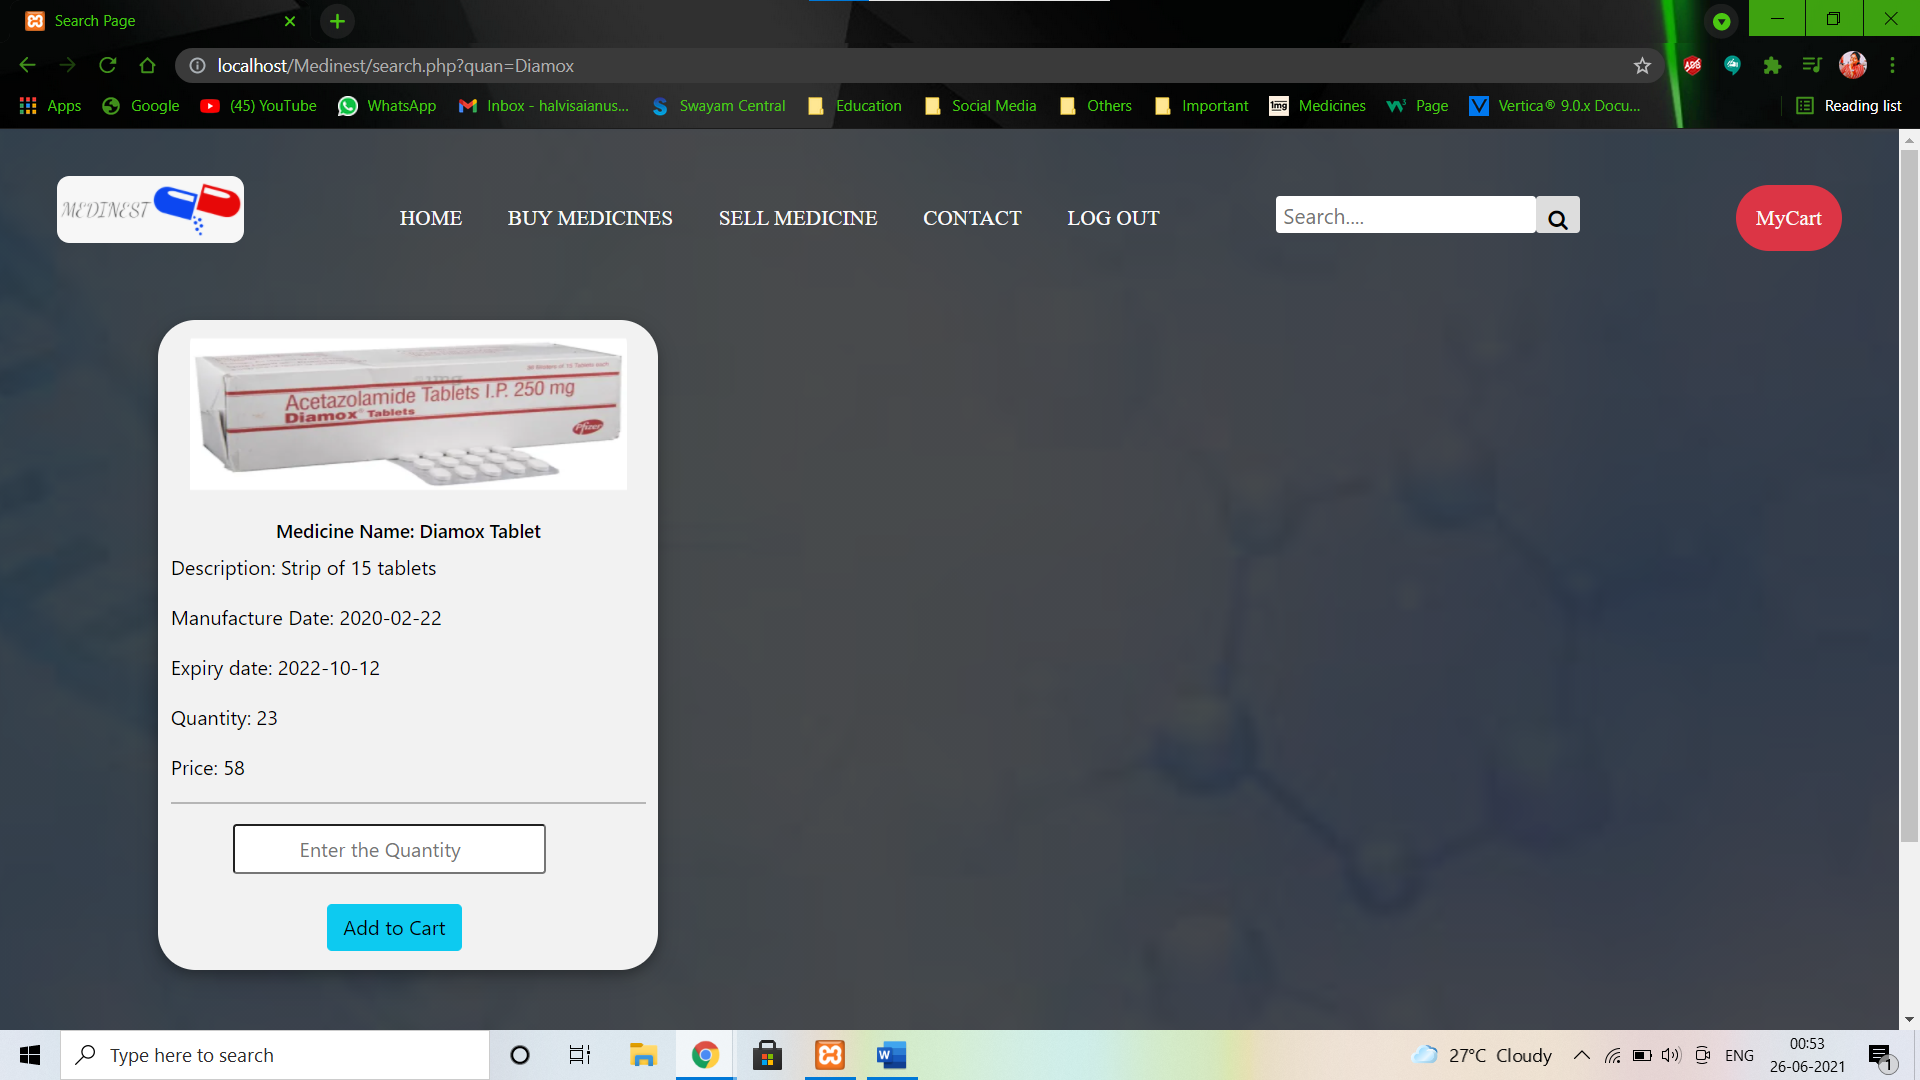 Search Page
localhost/Medinest/search.php?quan=Diamox
Apps Google (45) YouTube WhatsApp Inbox - halvisaianus... Swayam Central Education Social Media Others Important 1mg Medicines Page Vertica® 9.0.x Docu... Reading list
MEDINEST
HOME BUY MEDICINES SELL MEDICINE CONTACT LOG OUT Search.... MyCart
Acetazolamide Tablets I.P. 250 mg
Diamox® Tablets
Pfizer
Medicine Name: Diamox Tablet
Description: Strip of 15 tablets
Manufacture Date: 2020-02-22
Expiry date: 2022-10-12
Quantity: 23
Price: 58
Enter the Quantity
Add to Cart
Type here to search
27°C Cloudy ENG
00:53
26-06-2021
1